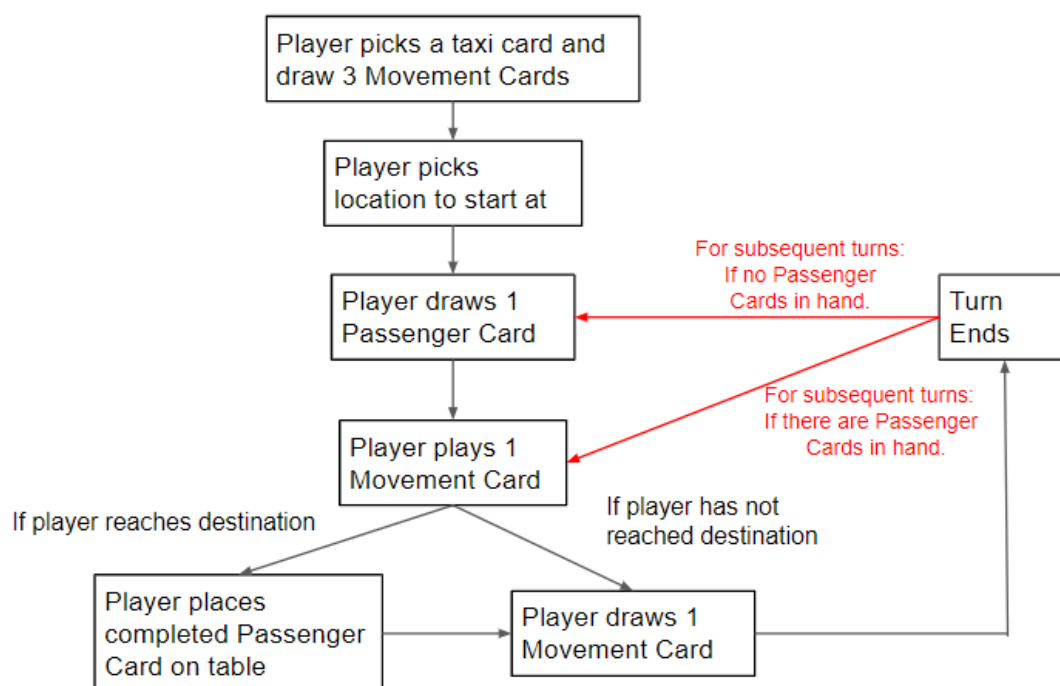 Player picks a taxi card and
draw 3 Movement Cards
Player picks
location to start at
For subsequent turns:
If no Passenger
Cards in hand.
Player draws 1
Passenger Card
Turn
Ends
For subsequent turns:
If there are Passenger
Cards in hand.
Player plays 1
Movement Card
If player reaches destination
If player has not
reached destination
Player places
completed Passenger
Card on table
Player draws 1
Movement Card